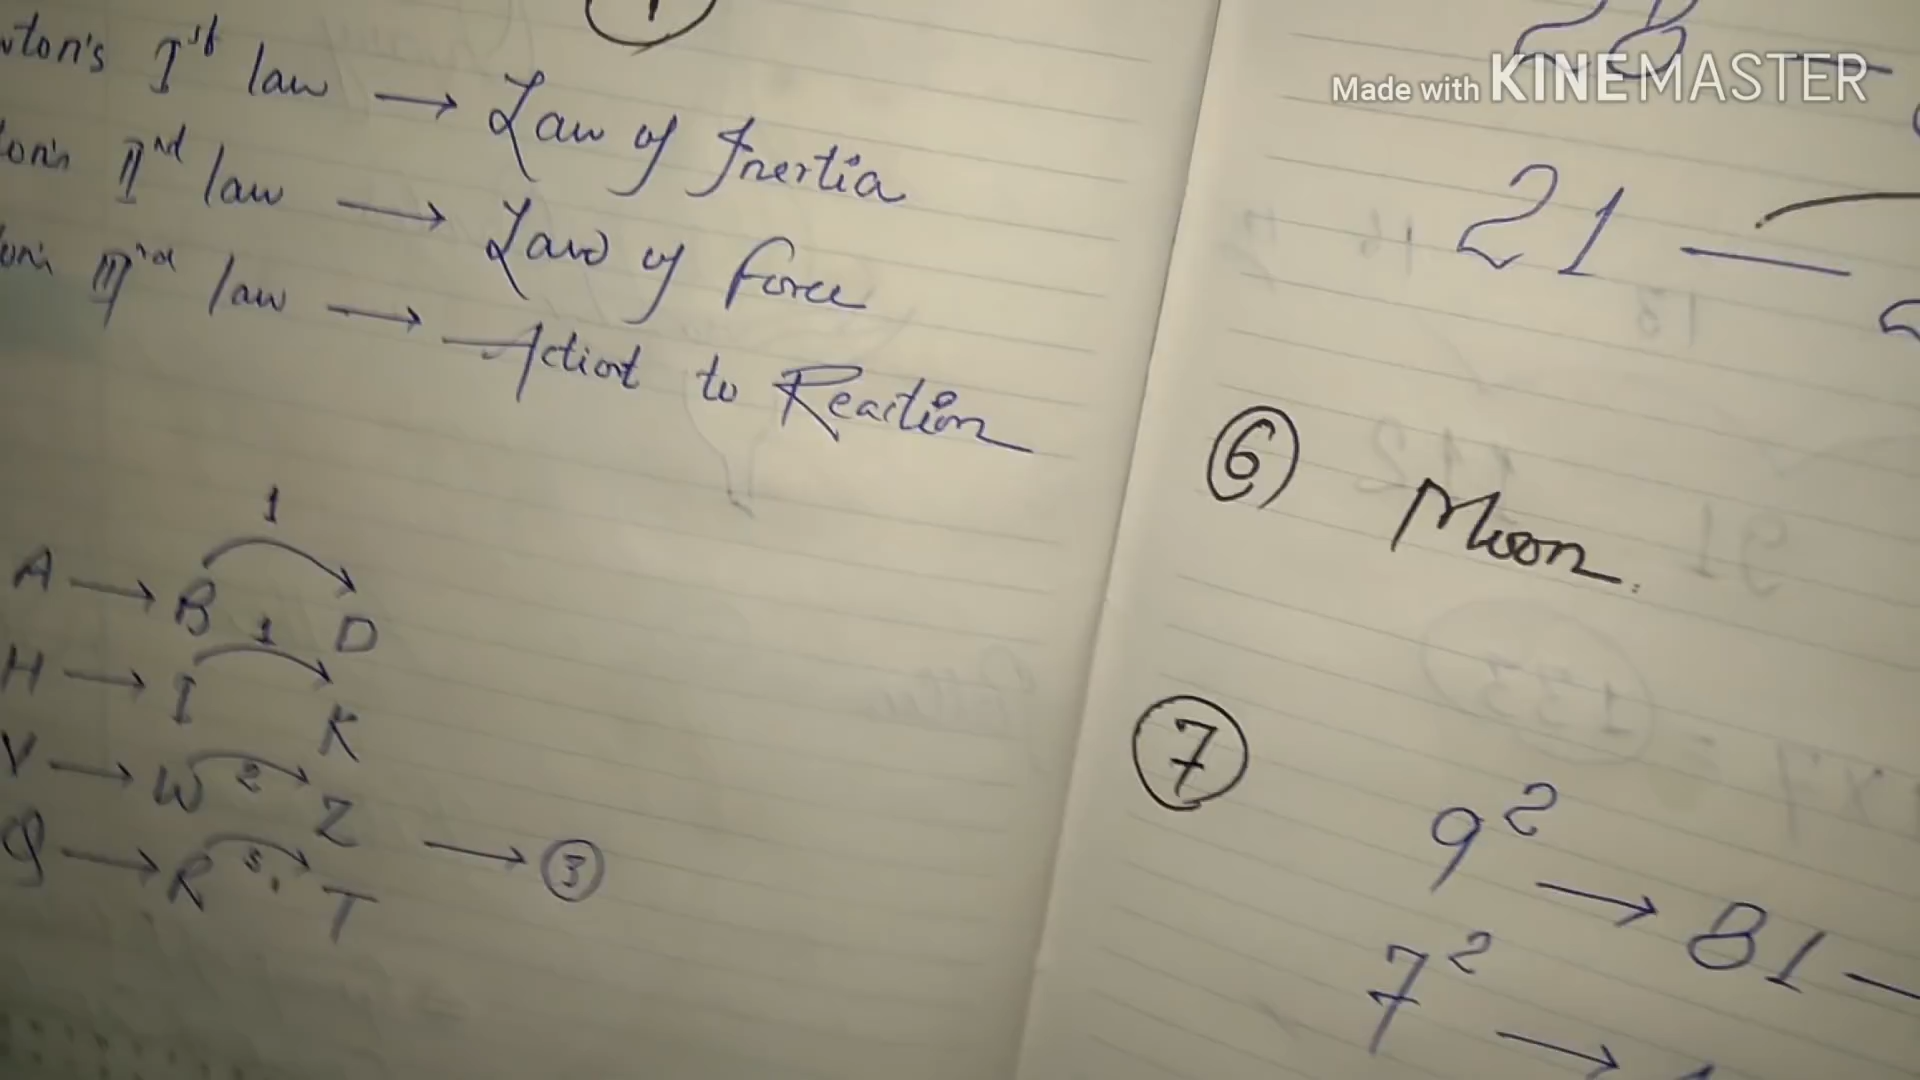 I st law → Law of Inertia
II nd law → Law of force
III rd law → Action to Reaction
1
A → B D
1
H → I K
V → W 2 Z
Q → R T → 3
Made with KINEMASTER
21 —
6 Moon.
7
9² → 81 —
7² →